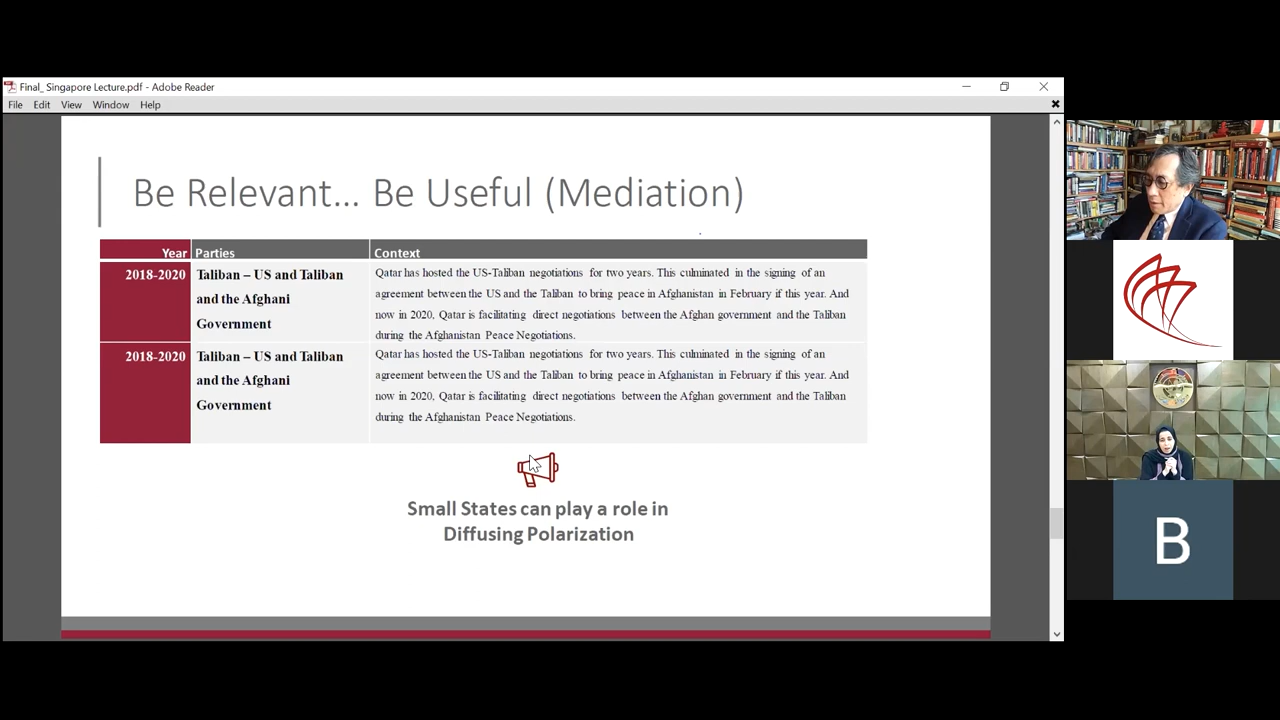 Final_ Singapore Lecture.pdf - Adobe Reader
File Edit View Window Help
Be Relevant... Be Useful (Mediation)
Year Parties Context
2018-2020 Taliban – US and Taliban and the Afghani Government
Qatar has hosted the US-Taliban negotiations for two years. This culminated in the signing of an
agreement between the US and the Taliban to bring peace in Afghanistan in February if this year. And
now in 2020, Qatar is facilitating direct negotiations between the Afghan government and the Taliban
during the Afghanistan Peace Negotiations.
2018-2020 Taliban – US and Taliban and the Afghani Government
Qatar has hosted the US-Taliban negotiations for two years. This culminated in the signing of an
agreement between the US and the Taliban to bring peace in Afghanistan in February if this year. And
now in 2020, Qatar is facilitating direct negotiations between the Afghan government and the Taliban
during the Afghanistan Peace Negotiations.
Small States can play a role in
Diffusing Polarization
B